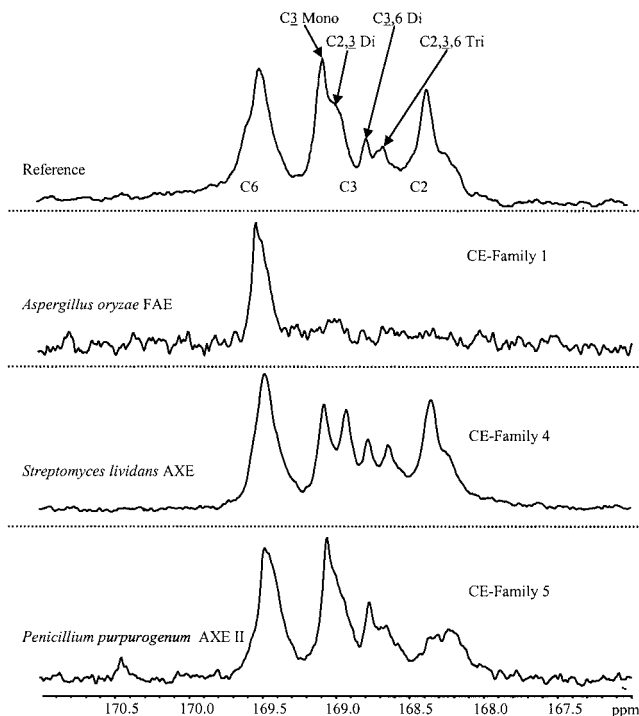 C3 Mono
C3,6 Di
C2,3 Di
C2,3,6 Tri
Reference
C6
C3
C2
CE-Family 1
Aspergillus oryzae FAE
CE-Family 4
Streptomyces lividans AXE
CE-Family 5
Penicillium purpurogenum AXE II
170.5 170.0 169.5 169.0 168.5 168.0 167.5 ppm